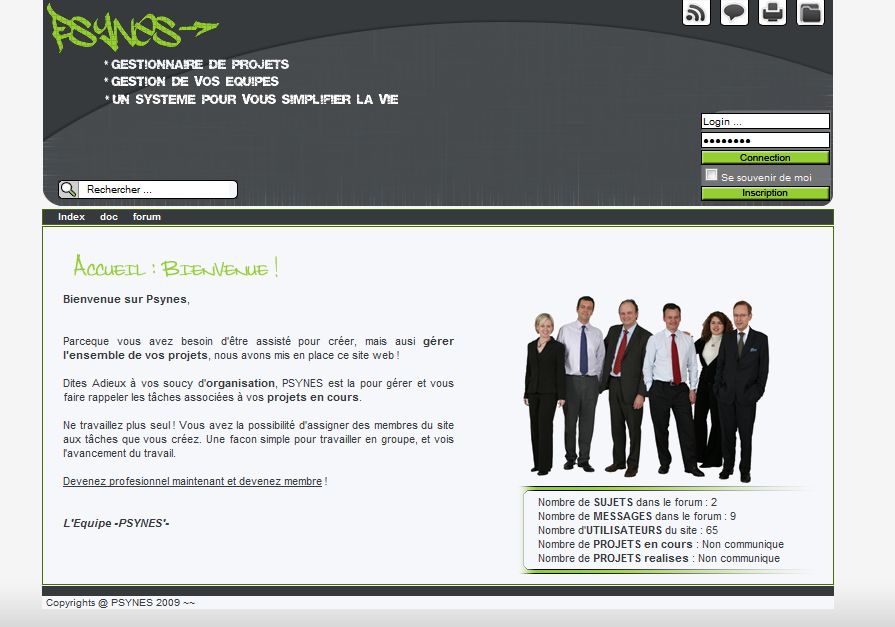 PSYNES
* GESTIONNAIRE DE PROJETS
* GESTION DE VOS EQUIPES
* UN SYSTEME POUR VOUS SIMPLIFIER LA VIE
Login ...
Connection
Se souvenir de moi
Inscription
Rechercher ...
Index doc forum
Accueil : Bienvenue !
Bienvenue sur Psynes,
Parceque vous avez besoin d'être assisté pour créer, mais ausi gérer
l'ensemble de vos projets, nous avons mis en place ce site web !
Dites Adieux à vos soucy d'organisation, PSYNES est la pour gérer et vous
faire rappeler les tâches associées à vos projets en cours.
Ne travaillez plus seul ! Vous avez la possibilité d'assigner des membres du site
aux tâches que vous créez. Une facon simple pour travailler en groupe, et vois
l'avancement du travail.
Devenez profesionnel maintenant et devenez membre !
L'Equipe -PSYNES'-
Nombre de SUJETS dans le forum : 2
Nombre de MESSAGES dans le forum : 9
Nombre d'UTILISATEURS du site : 65
Nombre de PROJETS en cours : Non communique
Nombre de PROJETS realises : Non communique
Copyrights @ PSYNES 2009 ~~